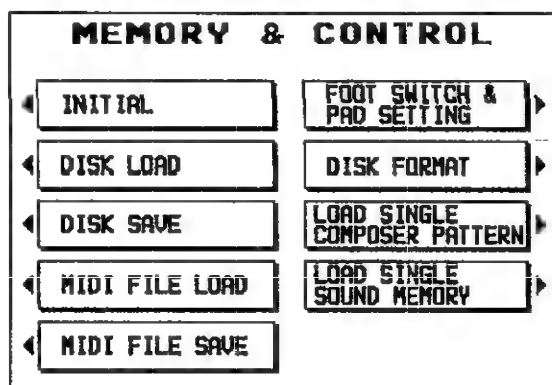 MEMORY & CONTROL
INITIAL
DISK LOAD
DISK SAVE
MIDI FILE LOAD
MIDI FILE SAVE
FOOT SWITCH &
PAD SETTING
DISK FORMAT
LOAD SINGLE
COMPOSER PATTERN
LOAD SINGLE
SOUND MEMORY